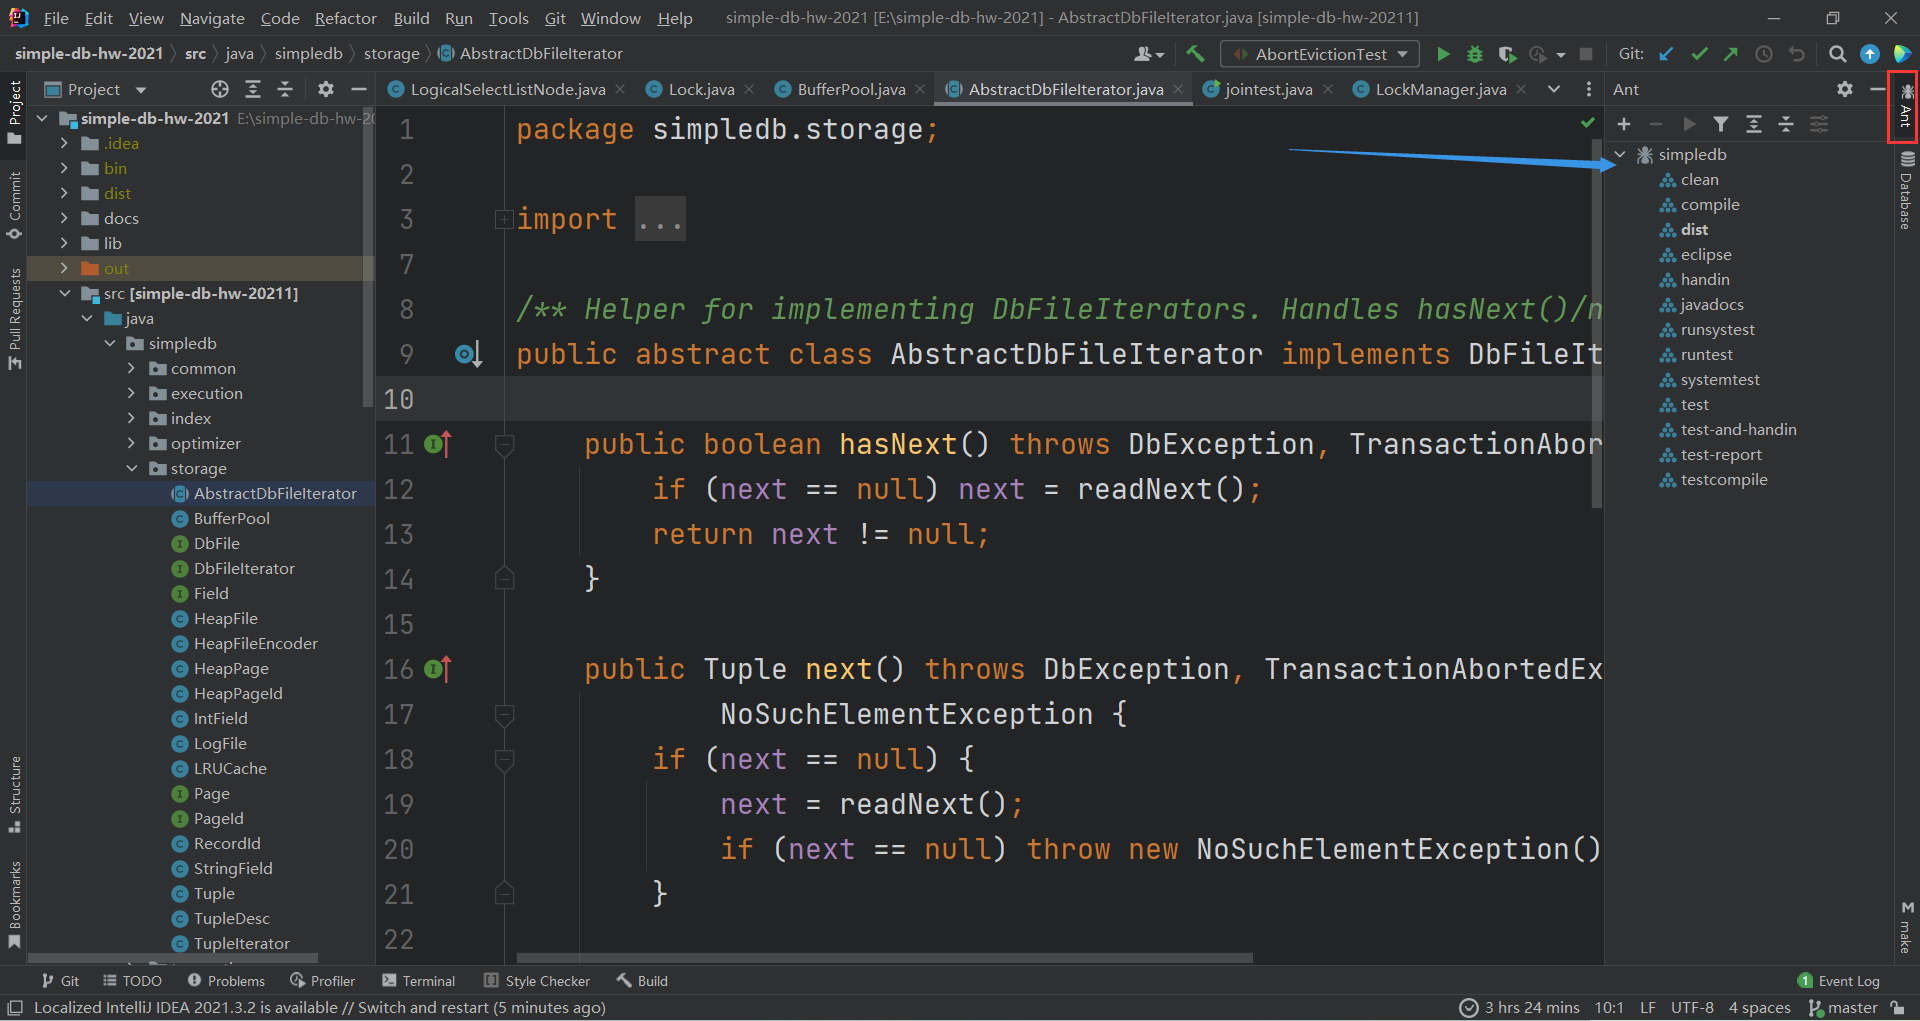 File Edit View Navigate Code Refactor Build Run Tools Git Window Help simple-db-hw-2021 [E:\simple-db-hw-2021] - AbstractDbFileIterator.java [simple-db-hw-20211]
simple-db-hw-2021 src java simpledb storage AbstractDbFileIterator AbortEvictionTest Git:
Project
LogicalSelectListNode.java Lock.java BufferPool.java AbstractDbFileIterator.java jointest.java LockManager.java
Ant
Project
Commit
Pull Requests
Structure
Bookmarks
simple-db-hw-2021 E:\simple-db-hw-20
.idea
bin
dist
docs
lib
out
src [simple-db-hw-20211]
java
simpledb
common
execution
index
optimizer
storage
AbstractDbFileIterator
BufferPool
DbFile
DbFileIterator
Field
HeapFile
HeapFileEncoder
HeapPage
HeapPageId
IntField
LogFile
LRUCache
Page
PageId
RecordId
StringField
Tuple
TupleDesc
TupleIterator
1 package simpledb.storage;
2
3 import ...
7
8 /** Helper for implementing DbFileIterators. Handles hasNext()/n
9 public abstract class AbstractDbFileIterator implements DbFileIt
10
11 public boolean hasNext() throws DbException, TransactionAbor
12 if (next == null) next = readNext();
13 return next != null;
14 }
15
16 public Tuple next() throws DbException, TransactionAbortedEx
17 NoSuchElementException {
18 if (next == null) {
19 next = readNext();
20 if (next == null) throw new NoSuchElementException()
21 }
22
simpledb
clean
compile
dist
eclipse
handin
javadocs
runsystest
runtest
systemtest
test
test-and-handin
test-report
testcompile
Ant
Database
M make
Git TODO Problems Profiler Terminal Style Checker Build 1 Event Log
Localized IntelliJ IDEA 2021.3.2 is available // Switch and restart (5 minutes ago) 3 hrs 24 mins 10:1 LF UTF-8 4 spaces master